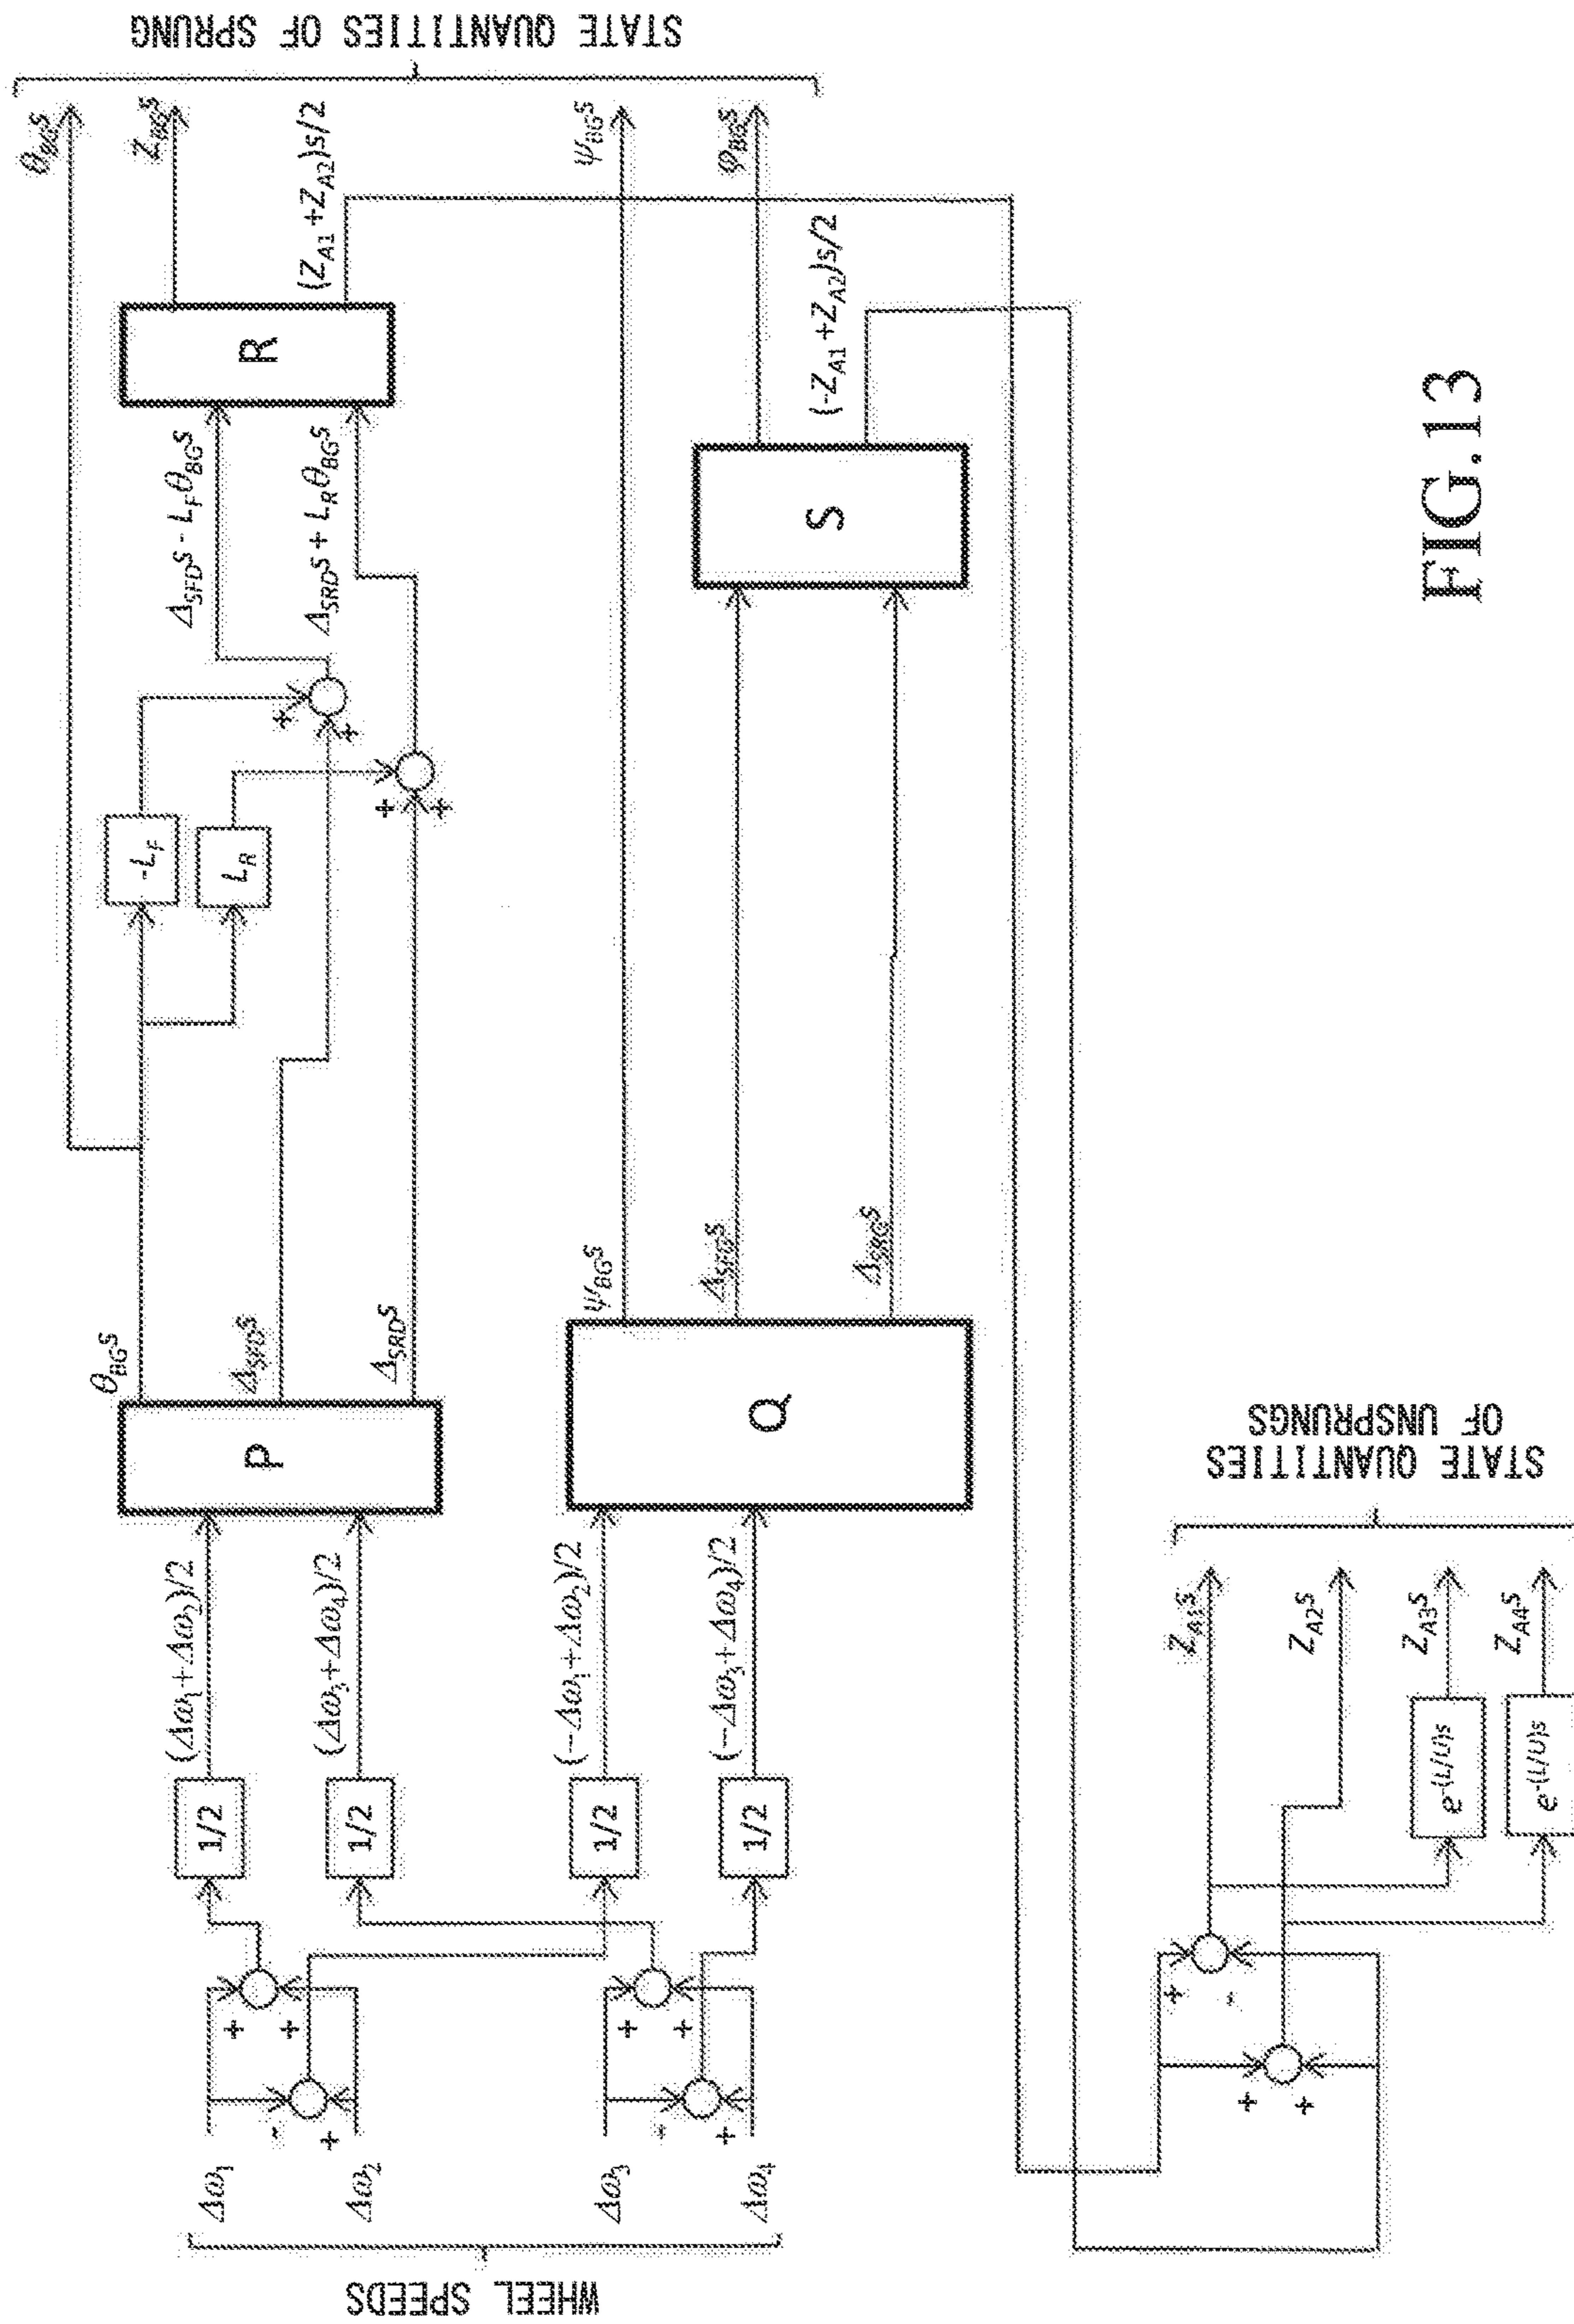 WHEEL SPEEDS
Δω1
Δω2
Δω3
Δω4
-
+
+
+
-
+
+
+
1/2
1/2
1/2
1/2
(Δω1+Δω2)/2
(Δω3+Δω4)/2
(−Δω1+Δω2)/2
(−Δω3+Δω4)/2
P
Q
θBGs
ΔSFDs
ΔSRDs
ψBGs
ΔSFGs
ΔSRGs
-LF
LR
+
+
+
+
ΔSFDs - LFθBGs
ΔSRDs + LRθBGs
R
S
(ZA1+ZA2)s/2
(-ZA1+ZA2)s/2
θBGs
ZBGs
ψBGs
φBGs
STATE QUANTITIES OF SPRUNG
+
+
+
-
e-(L/U)s
e-(L/U)s
ZA1s
ZA2s
ZA3s
ZA4s
STATE QUANTITIES
OF UNSPRUNGS
FIG.13